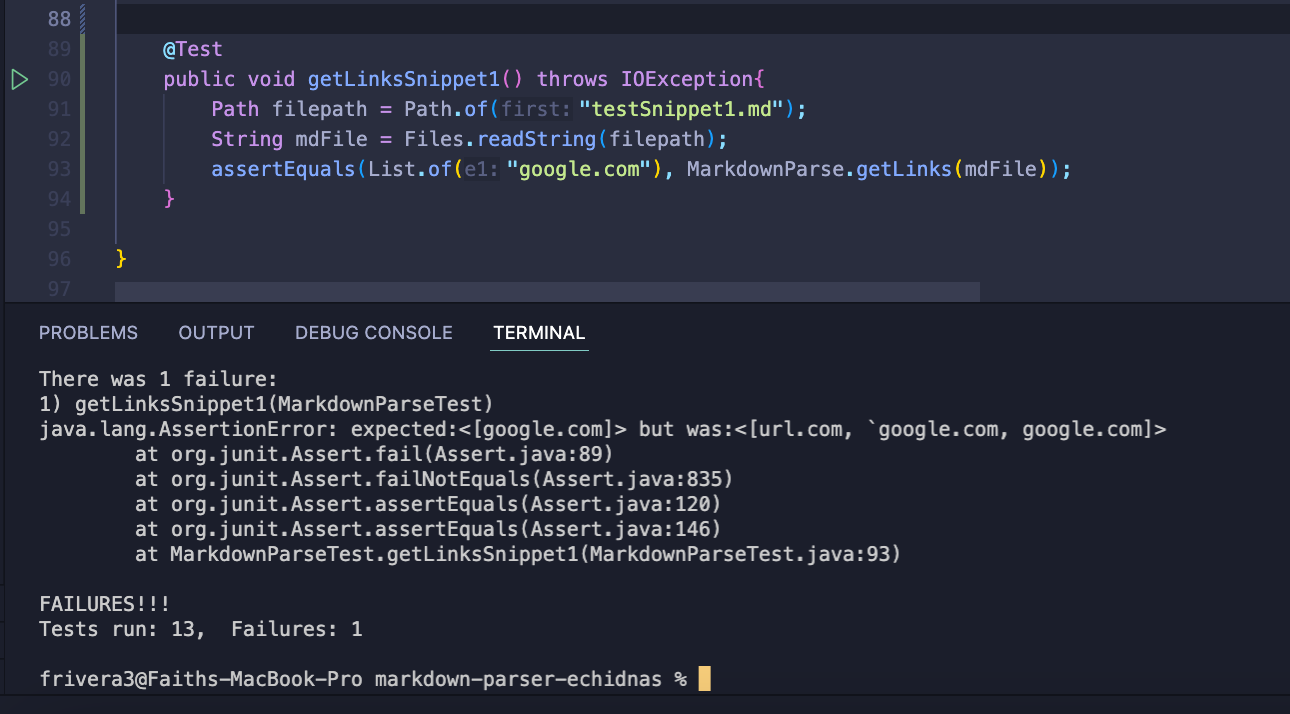 88
89 @Test
90 public void getLinksSnippet1() throws IOException{
91 Path filepath = Path.of(first: "testSnippet1.md");
92 String mdFile = Files.readString(filepath);
93 assertEquals(List.of(e1: "google.com"), MarkdownParse.getLinks(mdFile));
94 }
95
96 }
97
PROBLEMS OUTPUT DEBUG CONSOLE TERMINAL
There was 1 failure:
1) getLinksSnippet1(MarkdownParseTest)
java.lang.AssertionError: expected:<[google.com]> but was:<[url.com, `google.com, google.com]>
at org.junit.Assert.fail(Assert.java:89)
at org.junit.Assert.failNotEquals(Assert.java:835)
at org.junit.Assert.assertEquals(Assert.java:120)
at org.junit.Assert.assertEquals(Assert.java:146)
at MarkdownParseTest.getLinksSnippet1(MarkdownParseTest.java:93)
FAILURES!!!
Tests run: 13,  Failures: 1
frivera3@Faiths-MacBook-Pro markdown-parser-echidnas %